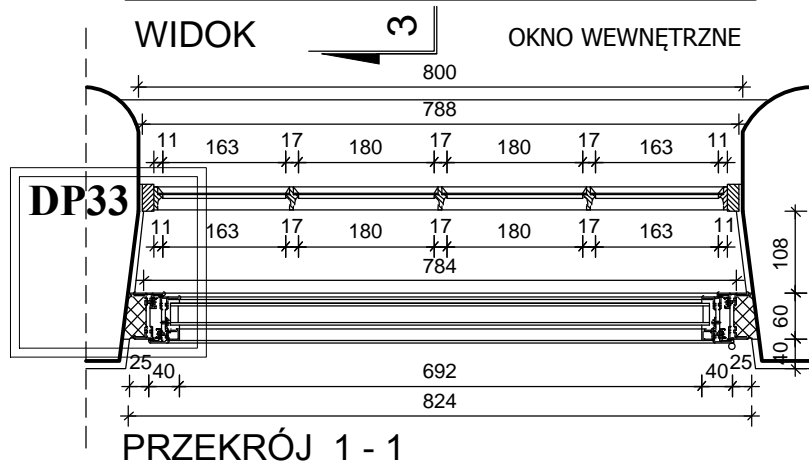 WIDOK
3
OKNO WEWNĘTRZNE
800
788
11 163 17 180 17 180 17 163 11
DP33
11 163 17 180 17 180 17 163 11
784
108
60
40
25 40 692 40 25
824
PRZEKRÓJ 1 - 1